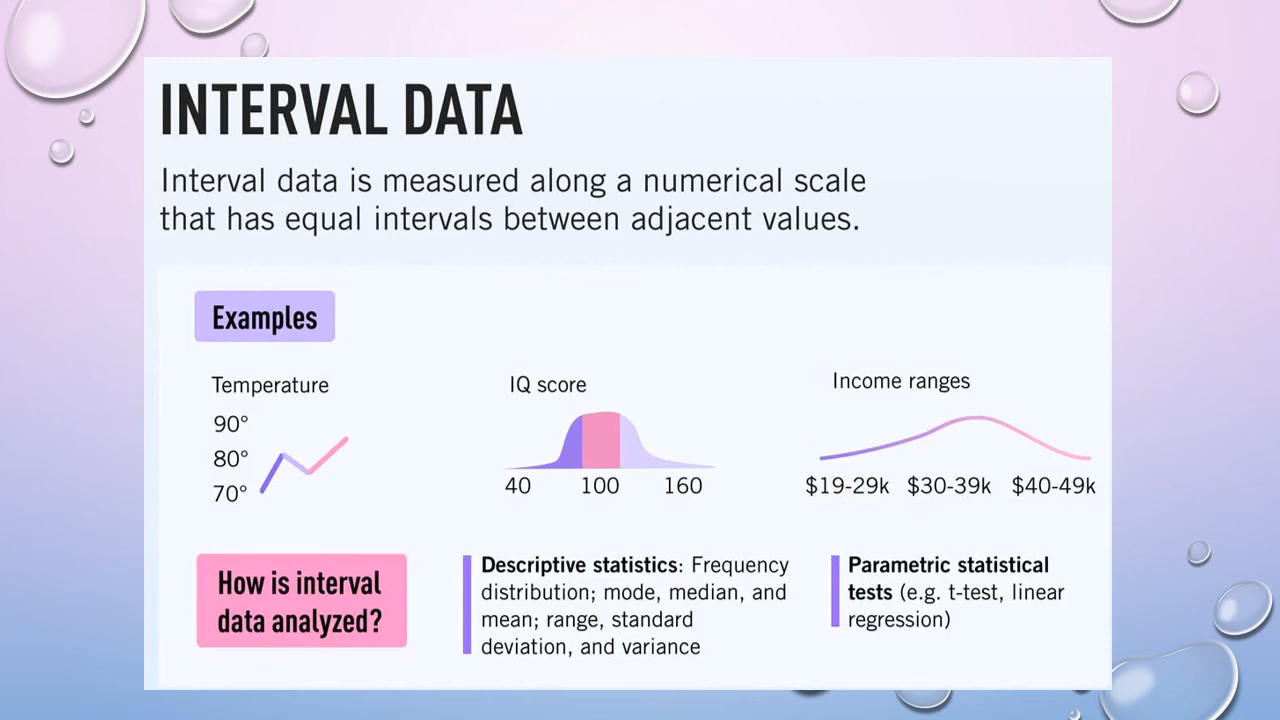 INTERVAL DATA
Interval data is measured along a numerical scale
that has equal intervals between adjacent values.
Examples
Temperature
90°
80°
70°
IQ score
40 100 160
Income ranges
$19-29k $30-39k $40-49k
How is interval
data analyzed?
Descriptive statistics: Frequency
distribution; mode, median, and
mean; range, standard
deviation, and variance
Parametric statistical
tests (e.g. t-test, linear
regression)